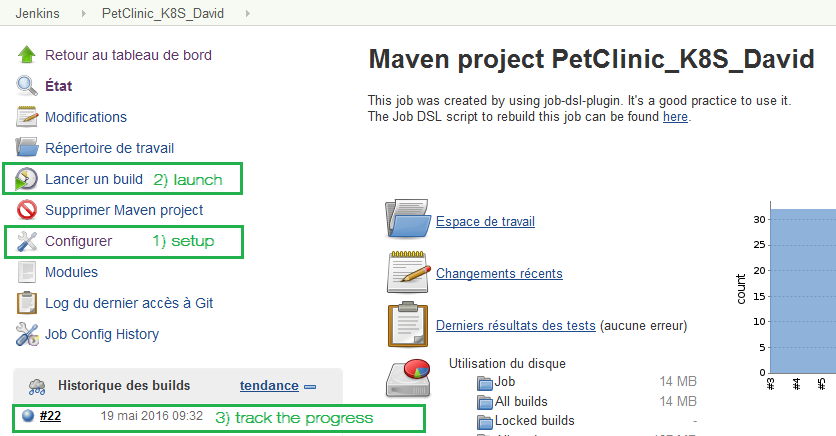 Jenkins PetClinic_K8S_David
Retour au tableau de bord
État
Modifications
Répertoire de travail
Lancer un build 2) launch
Supprimer Maven project
Configurer 1) setup
Modules
Log du dernier accès à Git
Job Config History
Historique des builds tendance
#22 19 mai 2016 09:32 3) track the progress
Maven project PetClinic_K8S_David
This job was created by using job-dsl-plugin. It's a good practice to use it.
The Job DSL script to rebuild this job can be found here.
Espace de travail
Changements récents
Derniers résultats des tests (aucune erreur)
Utilisation du disque
Job 14 MB
All builds 14 MB
Locked builds -
count
30
25
20
15
10
5
0
#3 #4 #5